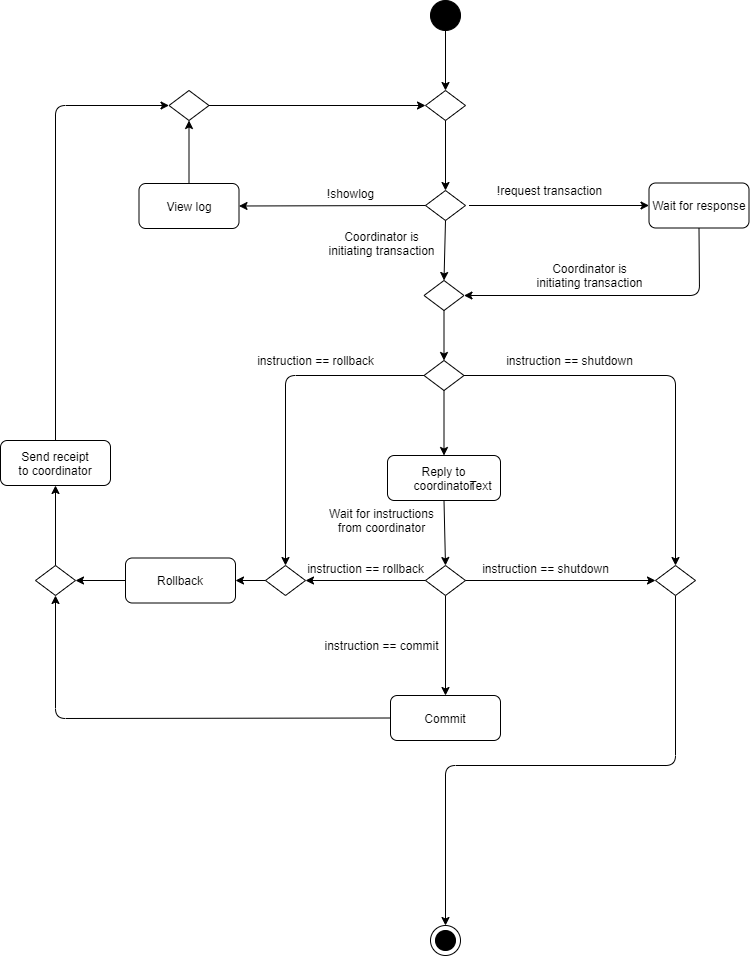 !showlog
!request transaction
View log
Wait for response
Coordinator is
initiating transaction
Coordinator is
initiating transaction
instruction == rollback
instruction == shutdown
Send receipt
to coordinator
Reply to
coordinator
Text
Wait for instructions
from coordinator
instruction == rollback
instruction == shutdown
Rollback
instruction == commit
Commit